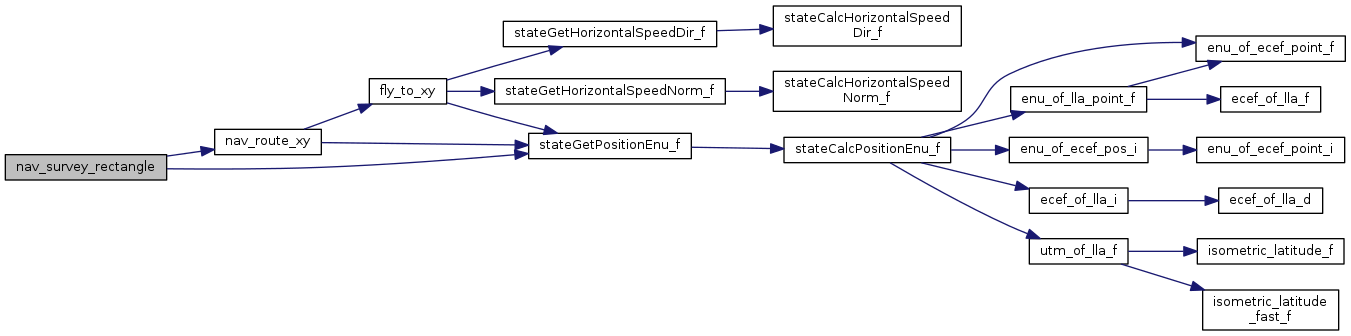 nav_survey_rectangle
nav_route_xy
fly_to_xy
stateGetHorizontalSpeedDir_f
stateGetHorizontalSpeedNorm_f
stateGetPositionEnu_f
stateCalcHorizontalSpeed
Dir_f
stateCalcHorizontalSpeed
Norm_f
stateCalcPositionEnu_f
enu_of_lla_point_f
enu_of_ecef_pos_i
ecef_of_lla_i
utm_of_lla_f
enu_of_ecef_point_f
ecef_of_lla_f
enu_of_ecef_point_i
ecef_of_lla_d
isometric_latitude_f
isometric_latitude
_fast_f